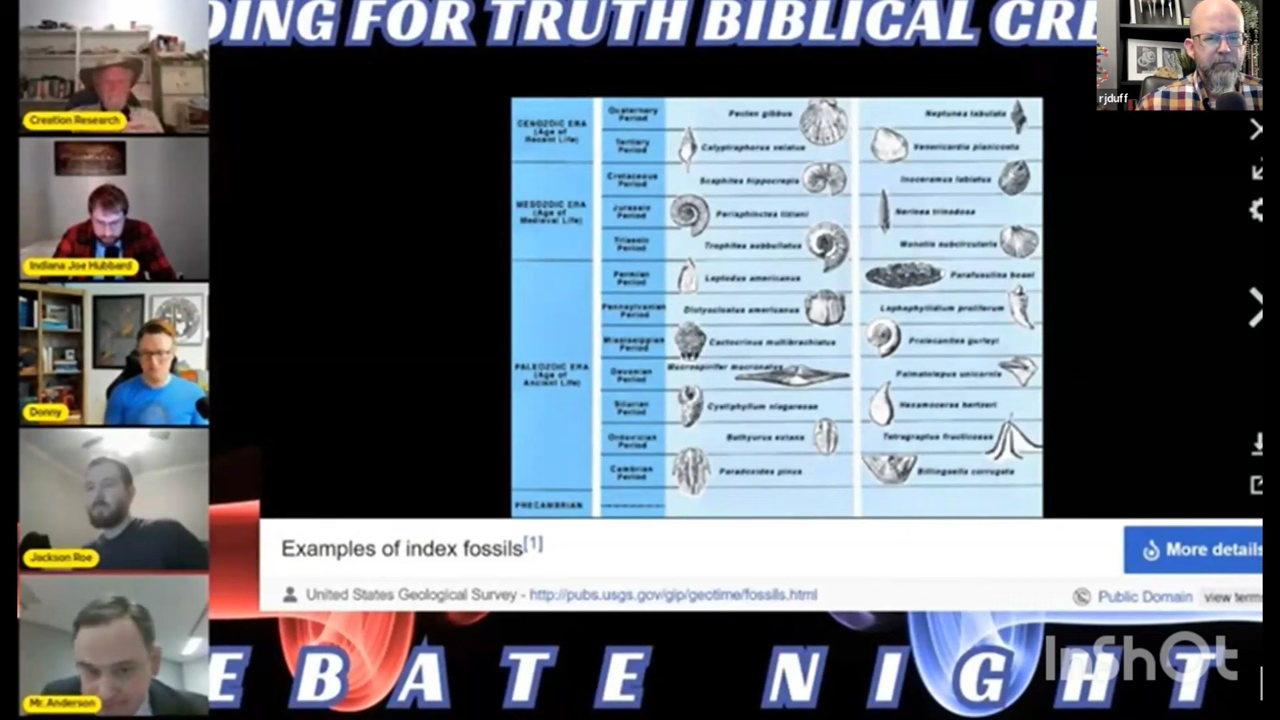 DING FOR TRUTH BIBLICAL CRE
rjduff
Creation Research
Indiana Joe Hubbard
Donny
Jackson Roe
Mr. Anderson
CENOZOIC ERA
(Age of
Recent Life)
Quaternary
Period
Pecten gibbus
Neptunea tabulata
Tertiary
Period
Calyptraphorus velatus
Venericardia planicosta
MESOZOIC ERA
(Age of
Medieval Life)
Cretaceous
Period
Scaphites hippocrepis
Inoceramus labiatus
Jurassic
Period
Perisphinctes tiziani
Nerinea trinodosa
Triassic
Period
Trophites subbullatus
Monotis subcircularis
PALEOZOIC ERA
(Age of
Ancient Life)
Permian
Period
Leptodus americanus
Parafusulina bosei
Pennsylvanian
Period
Dictyoclostus americanus
Lophophyllidium proliferum
Mississippian
Period
Cactocrinus multibrachiatus
Prolecanites gurleyi
Devonian
Period
Mucrospirifer mucronatus
Palmatolepus unicornis
Silurian
Period
Cystiphyllum niagarense
Hexamoceras hertzeri
Ordovician
Period
Bathyurus extans
Tetragraptus fructicosus
Cambrian
Period
Paradoxides pinus
Billingsella corrugata
PRECAMBRIAN
Examples of index fossils[1]
More details
United States Geological Survey - http://pubs.usgs.gov/gip/geotime/fossils.html
Public Domain
view term
EBATE NIGHT
InShOt